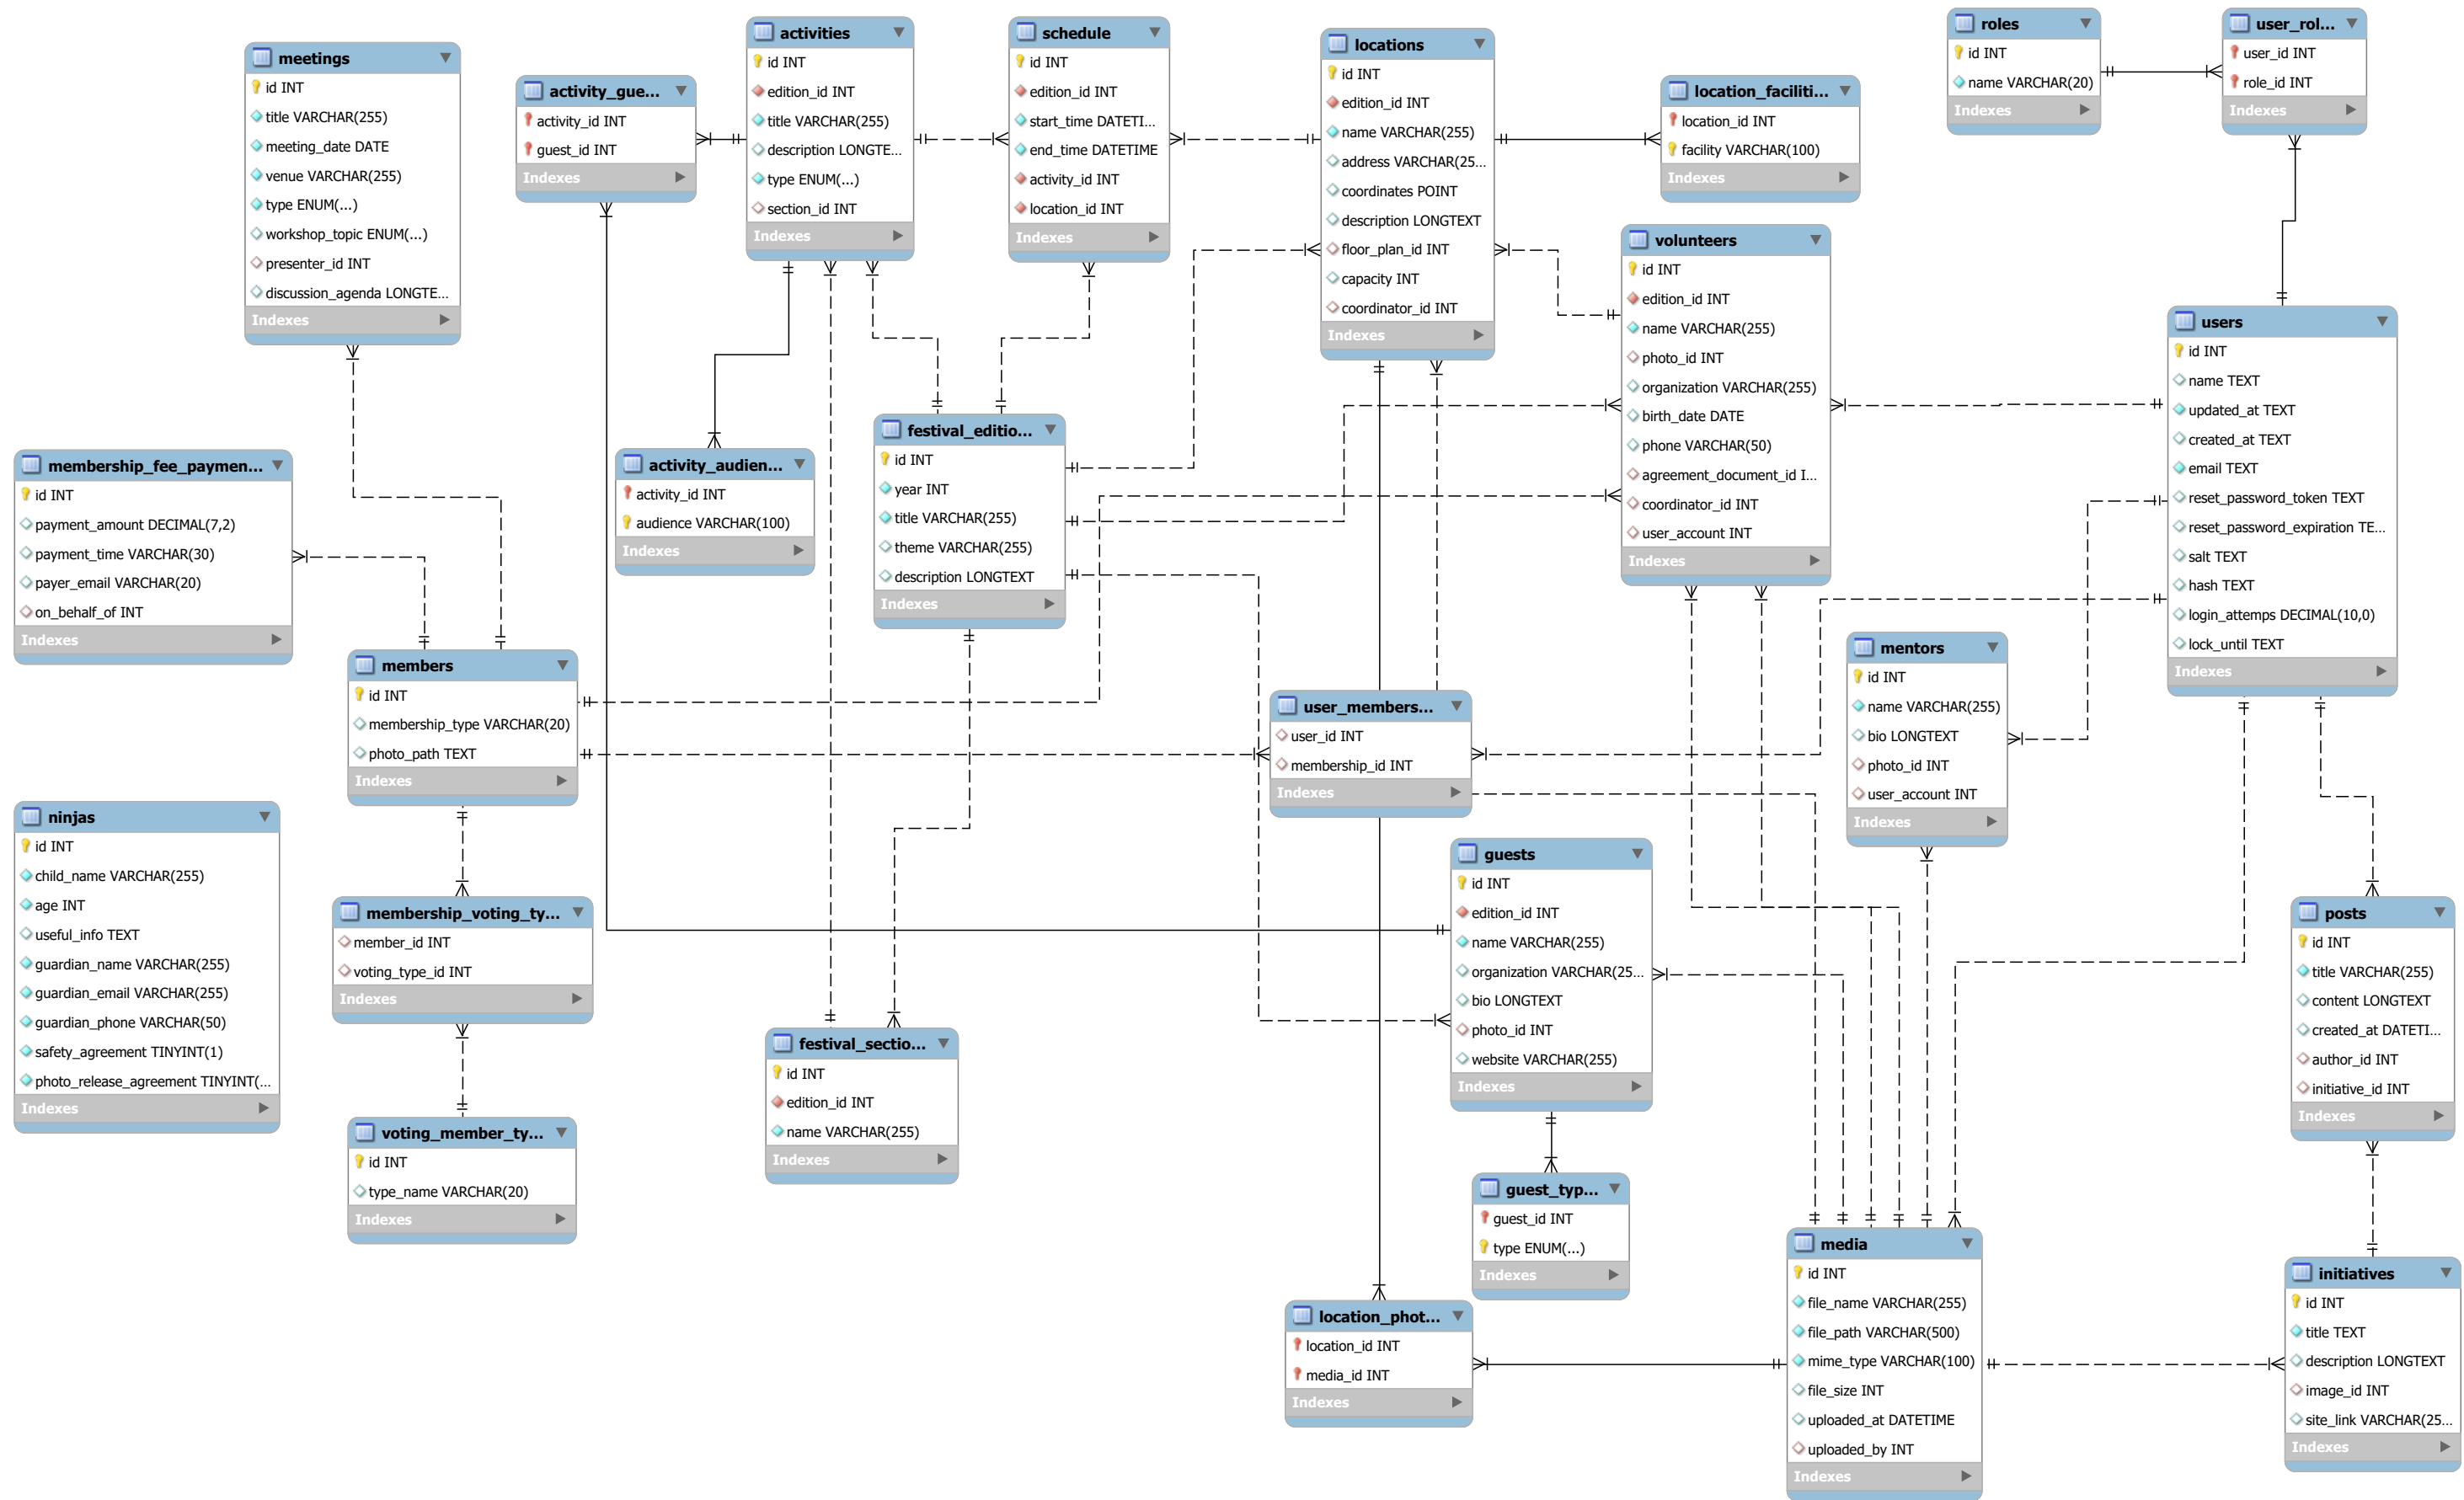 meetings
id INT
title VARCHAR(255)
meeting_date DATE
venue VARCHAR(255)
type ENUM(...)
workshop_topic ENUM(...)
presenter_id INT
discussion_agenda LONGTE...
Indexes
activity_gue...
activity_id INT
guest_id INT
Indexes
activities
id INT
edition_id INT
title VARCHAR(255)
description LONGTE...
type ENUM(...)
section_id INT
Indexes
schedule
id INT
edition_id INT
start_time DATETI...
end_time DATETIME
activity_id INT
location_id INT
Indexes
locations
id INT
edition_id INT
name VARCHAR(255)
address VARCHAR(25...
coordinates POINT
description LONGTEXT
floor_plan_id INT
capacity INT
coordinator_id INT
Indexes
location_faciliti...
location_id INT
facility VARCHAR(100)
Indexes
roles
id INT
name VARCHAR(20)
Indexes
user_rol...
user_id INT
role_id INT
Indexes
volunteers
id INT
edition_id INT
name VARCHAR(255)
photo_id INT
organization VARCHAR(255)
birth_date DATE
phone VARCHAR(50)
agreement_document_id I...
coordinator_id INT
user_account INT
Indexes
users
id INT
name TEXT
updated_at TEXT
created_at TEXT
email TEXT
reset_password_token TEXT
reset_password_expiration TE...
salt TEXT
hash TEXT
login_attemps DECIMAL(10,0)
lock_until TEXT
Indexes
membership_fee_paymen...
id INT
payment_amount DECIMAL(7,2)
payment_time VARCHAR(30)
payer_email VARCHAR(20)
on_behalf_of INT
Indexes
activity_audien...
activity_id INT
audience VARCHAR(100)
Indexes
festival_editio...
id INT
year INT
title VARCHAR(255)
theme VARCHAR(255)
description LONGTEXT
Indexes
members
id INT
membership_type VARCHAR(20)
photo_path TEXT
Indexes
user_members...
user_id INT
membership_id INT
Indexes
mentors
id INT
name VARCHAR(255)
bio LONGTEXT
photo_id INT
user_account INT
Indexes
ninjas
id INT
child_name VARCHAR(255)
age INT
useful_info TEXT
guardian_name VARCHAR(255)
guardian_email VARCHAR(255)
guardian_phone VARCHAR(50)
safety_agreement TINYINT(1)
photo_release_agreement TINYINT(...
Indexes
membership_voting_ty...
member_id INT
voting_type_id INT
Indexes
voting_member_ty...
id INT
type_name VARCHAR(20)
Indexes
festival_sectio...
id INT
edition_id INT
name VARCHAR(255)
Indexes
guests
id INT
edition_id INT
name VARCHAR(255)
organization VARCHAR(25...
bio LONGTEXT
photo_id INT
website VARCHAR(255)
Indexes
guest_typ...
guest_id INT
type ENUM(...)
Indexes
location_phot...
location_id INT
media_id INT
Indexes
media
id INT
file_name VARCHAR(255)
file_path VARCHAR(500)
mime_type VARCHAR(100)
file_size INT
uploaded_at DATETIME
uploaded_by INT
Indexes
posts
id INT
title VARCHAR(255)
content LONGTEXT
created_at DATETI...
author_id INT
initiative_id INT
Indexes
initiatives
id INT
title TEXT
description LONGTEXT
image_id INT
site_link VARCHAR(25...
Indexes